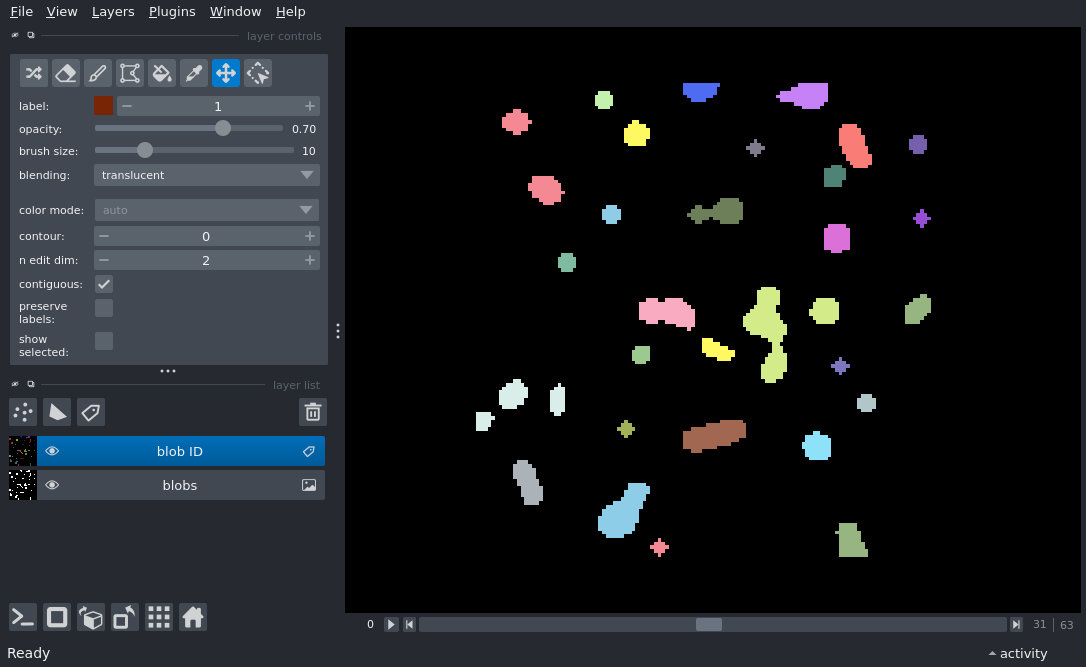 File View Layers Plugins Window Help
layer controls
label: 1
opacity: 0.70
brush size: 10
blending: translucent
color mode: auto
contour: 0
n edit dim: 2
contiguous:
preserve
labels:
show
selected:
layer list
blob ID
blobs
0 31 63
Ready activity